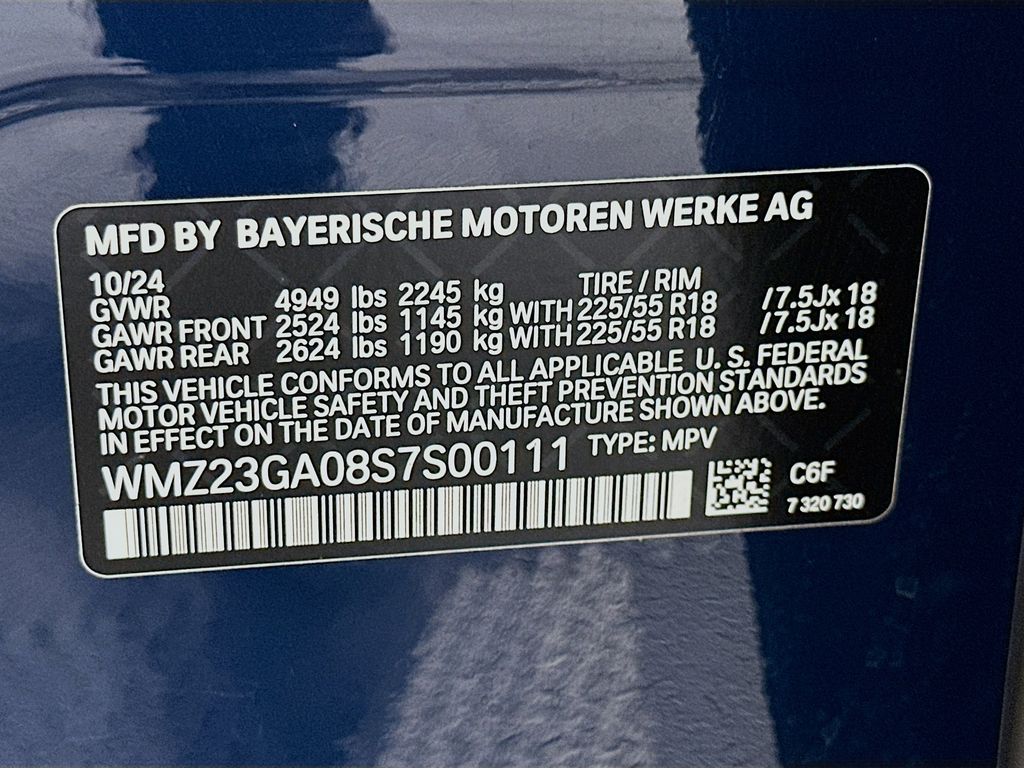 MFD BY BAYERISCHE MOTOREN WERKE AG
10/24 TIRE / RIM
GVWR 4949 lbs 2245 kg
GAWR FRONT 2524 lbs 1145 kg WITH 225/55 R18 /7.5Jx 18
GAWR REAR 2624 lbs 1190 kg WITH 225/55 R18 /7.5Jx 18
THIS VEHICLE CONFORMS TO ALL APPLICABLE U. S. FEDERAL
MOTOR VEHICLE SAFETY AND THEFT PREVENTION STANDARDS
IN EFFECT ON THE DATE OF MANUFACTURE SHOWN ABOVE.
WMZ23GA08S7S00111 TYPE: MPV
C6F
7 320 730